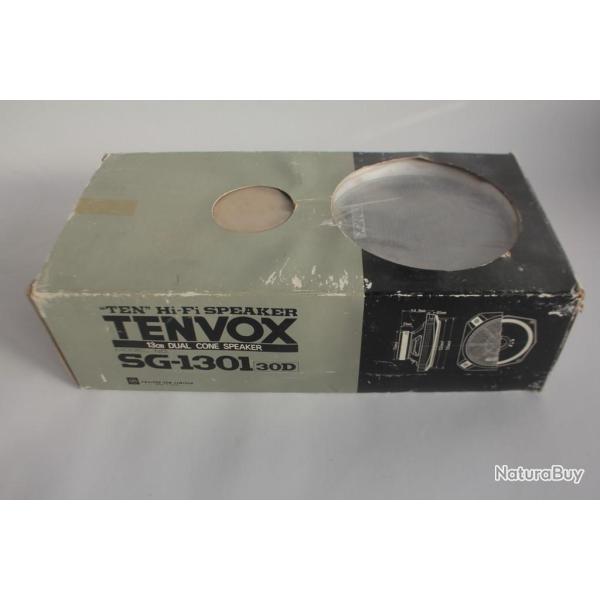 "TEN" Hi-Fi SPEAKER
TENVOX
13cm DUAL CONE SPEAKER
SG-1301 30D
NaturaBuy